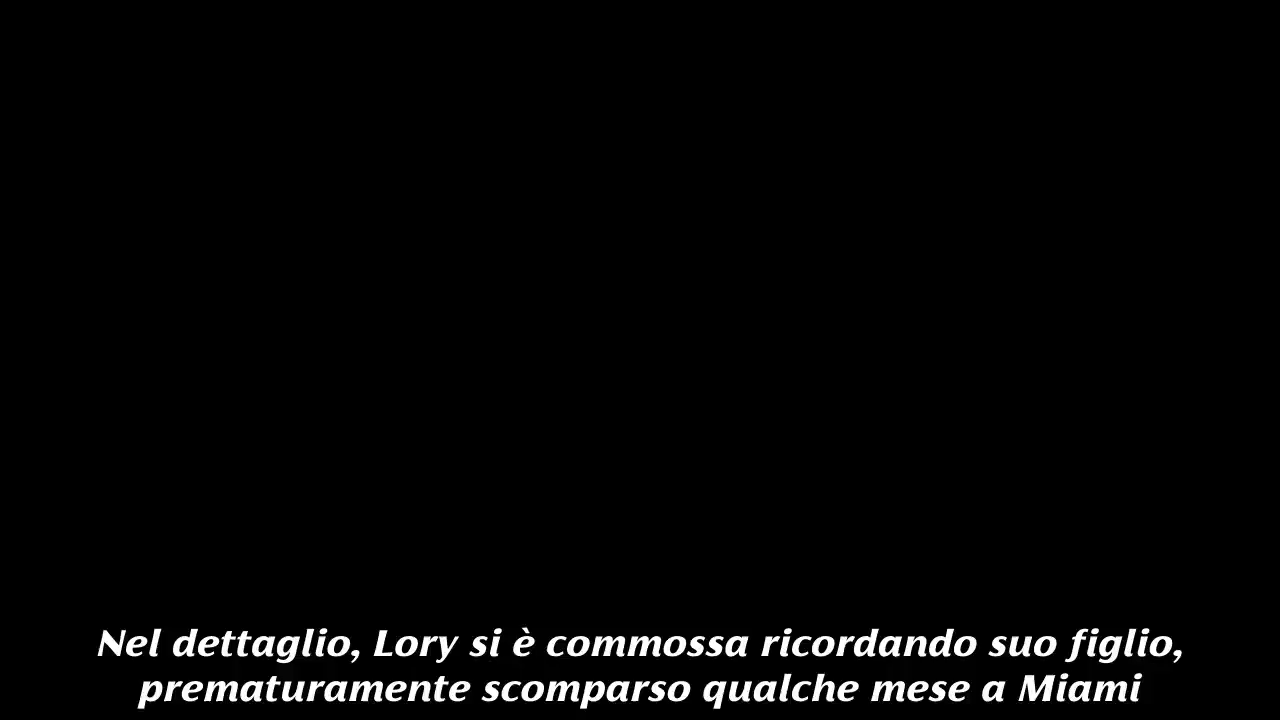 Nel dettaglio, Lory si è commossa ricordando suo figlio,
prematuramente scomparso qualche mese a Miami